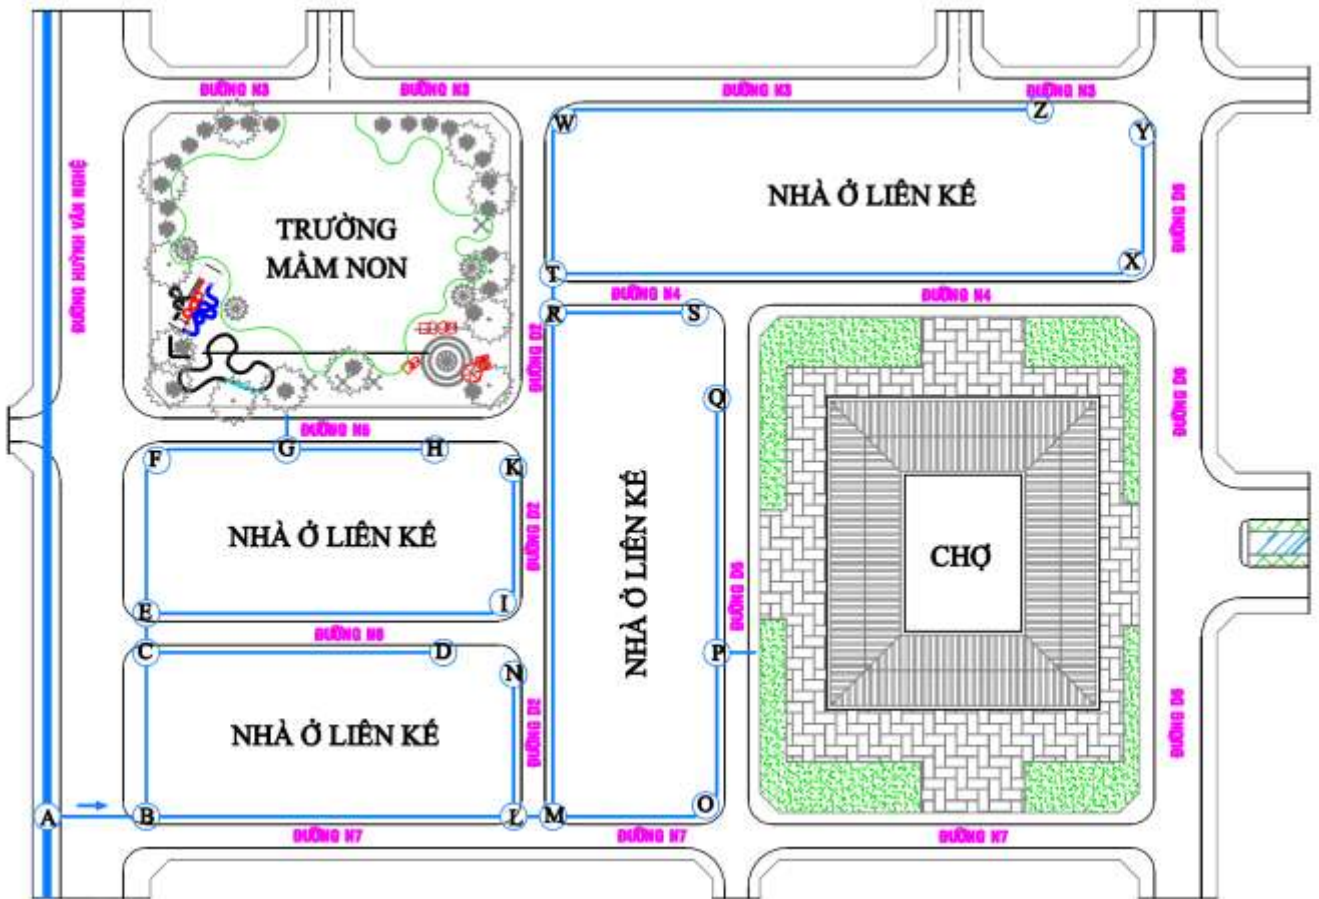 ĐƯỜNG N3
ĐƯỜNG N3
ĐƯỜNG N3
ĐƯỜNG N3
W
Z
Y
ĐƯỜNG HUỲNH VĂN NGHỆ
TRƯỜNG
MẦM NON
NHÀ Ở LIÊN KẾ
ĐƯỜNG D6
T
X
ĐƯỜNG N4
ĐƯỜNG N4
R
S
ĐƯỜNG D2
ĐƯỜNG D6
Q
ĐƯỜNG N5
F
G
H
K
NHÀ Ở LIÊN KẾ
ĐƯỜNG D2
NHÀ Ở LIÊN KẾ
CHỢ
ĐƯỜNG D5
E
I
ĐƯỜNG N6
C
D
P
N
NHÀ Ở LIÊN KẾ
ĐƯỜNG D2
ĐƯỜNG D6
A
B
L
M
O
ĐƯỜNG N7
ĐƯỜNG N7
ĐƯỜNG N7